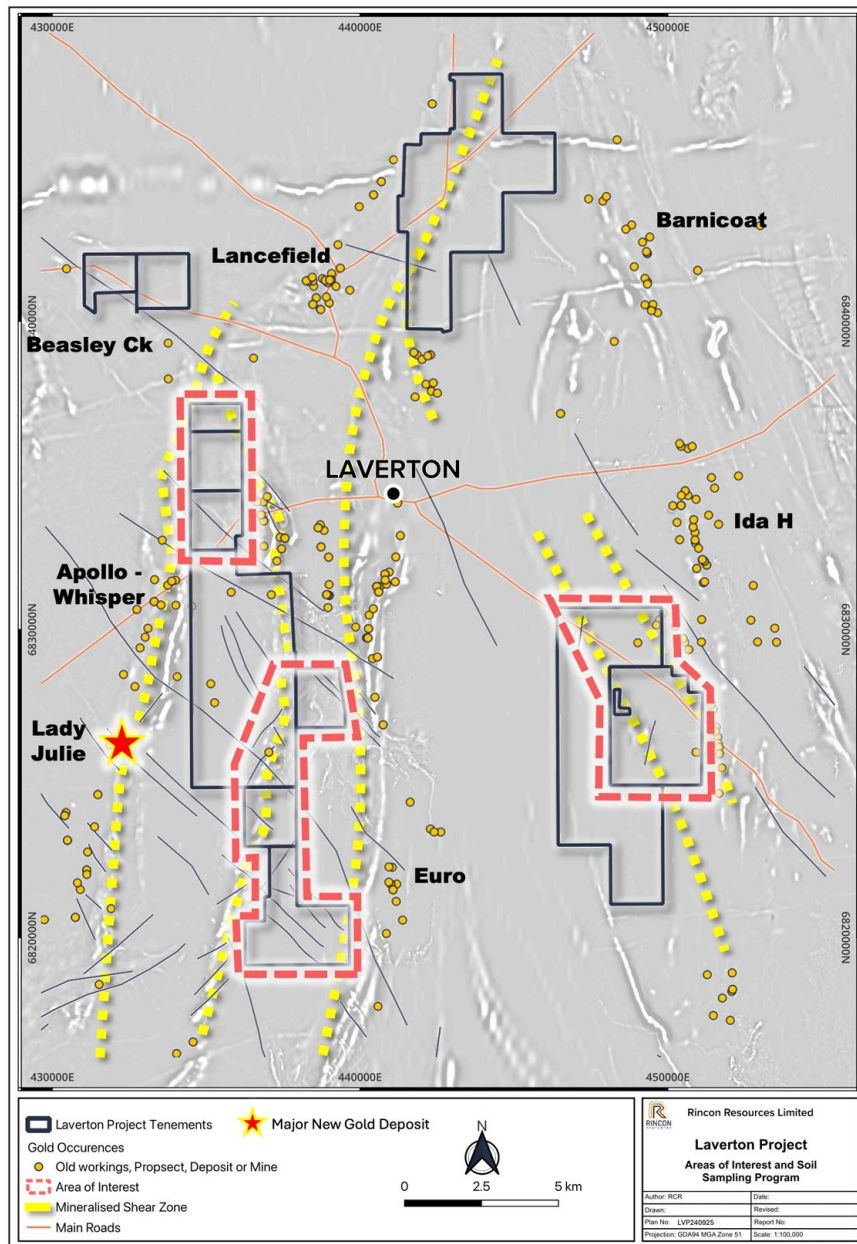 430000E
440000E
450000E
Barnicoat
Lancefield
6840000N
6840000N
Beasley Ck
LAVERTON
Ida H
Apollo -
Whisper
6830000N
6830000N
Lady
Julie
Euro
6820000N
6820000N
430000E
440000E
450000E
Laverton Project Tenements
Major New Gold Deposit
Gold Occurences
Old workings, Propsect, Deposit or Mine
Area of Interest
Mineralised Shear Zone
Main Roads
N
0 2.5 5 km
RINCON
Rincon Resources Limited
Laverton Project
Areas of Interest and Soil
Sampling Program
Author: RCR Date:
Drawn: Revised:
Plan No: LVP240925 Report No:
Projection: GDA94 MGA Zone 51 Scale: 1:100,000